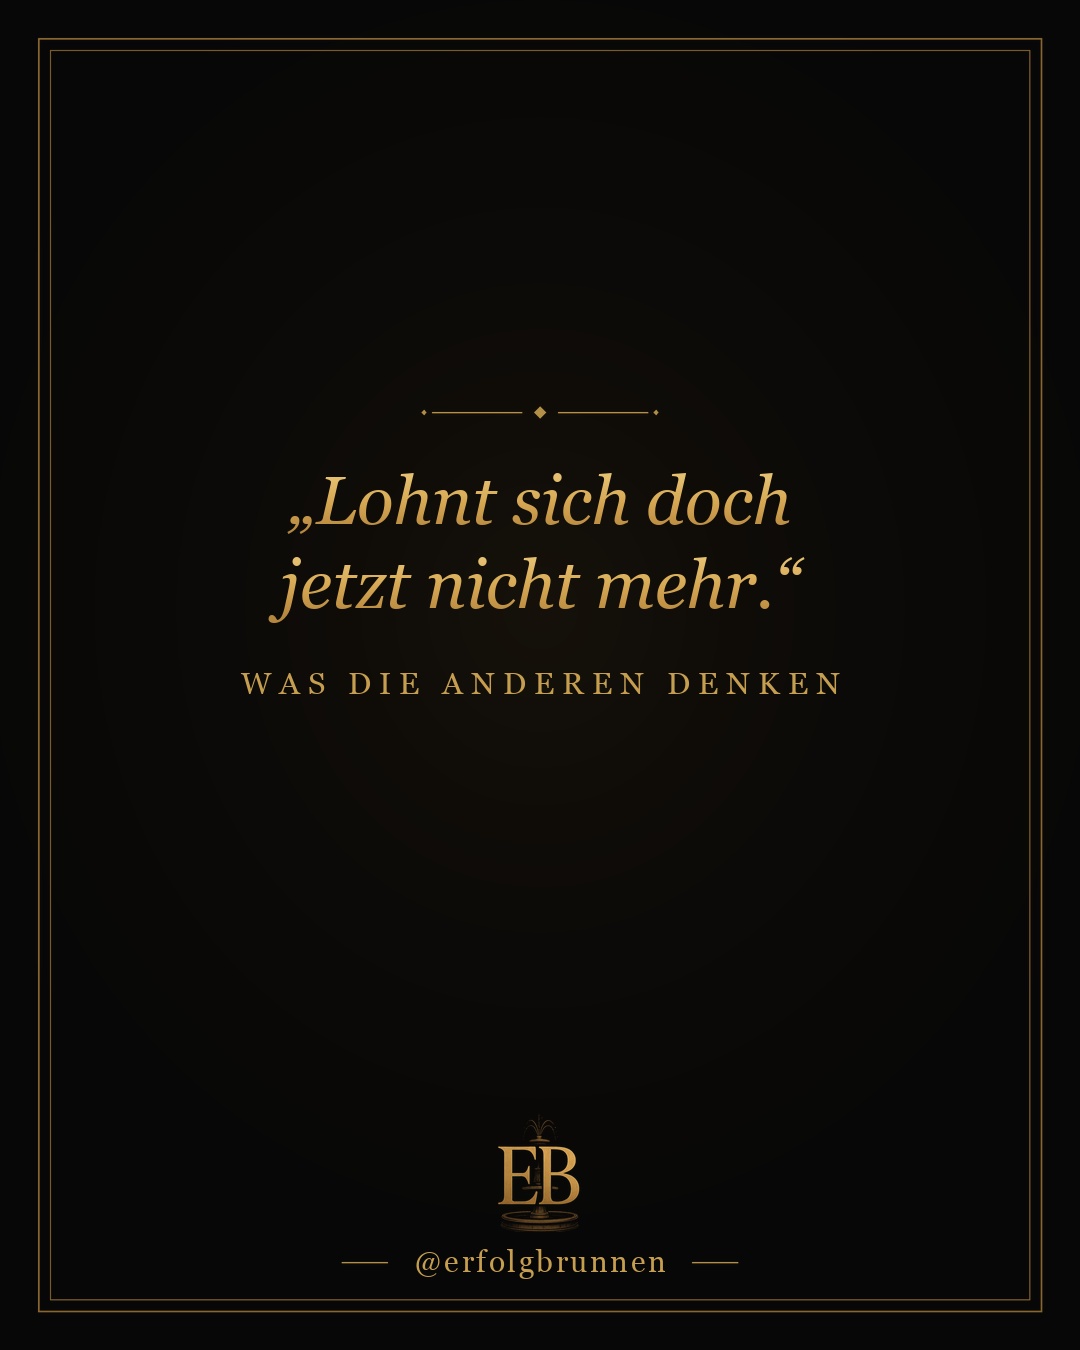 „Lohnt sich doch
jetzt nicht mehr.“
WAS DIE ANDEREN DENKEN
EB
@erfolgbrunnen